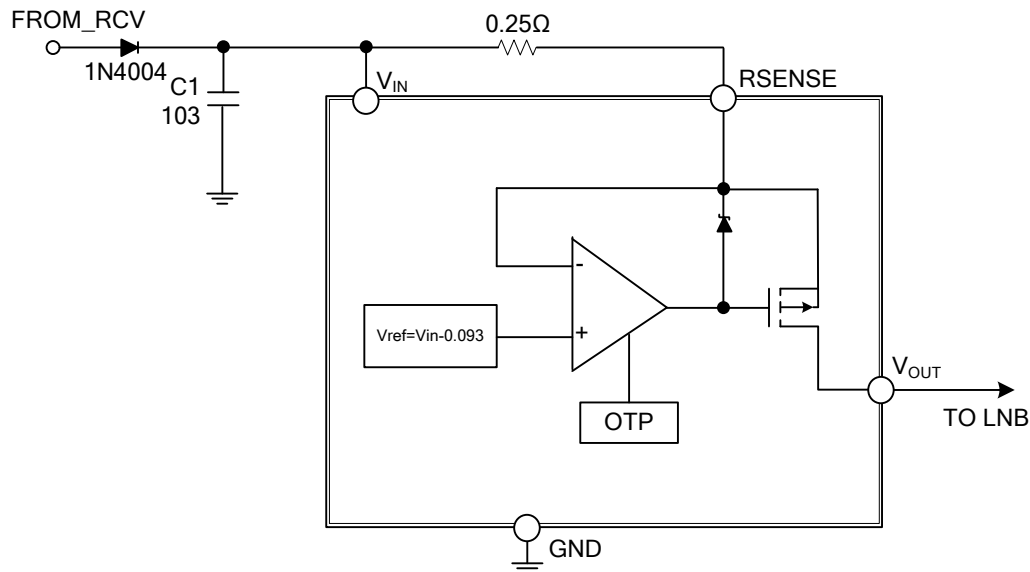 FROM_RCV
0.25Ω
1N4004
C1
103
VIN
RSENSE
-
Vref=Vin-0.093
+
OTP
VOUT
TO LNB
GND